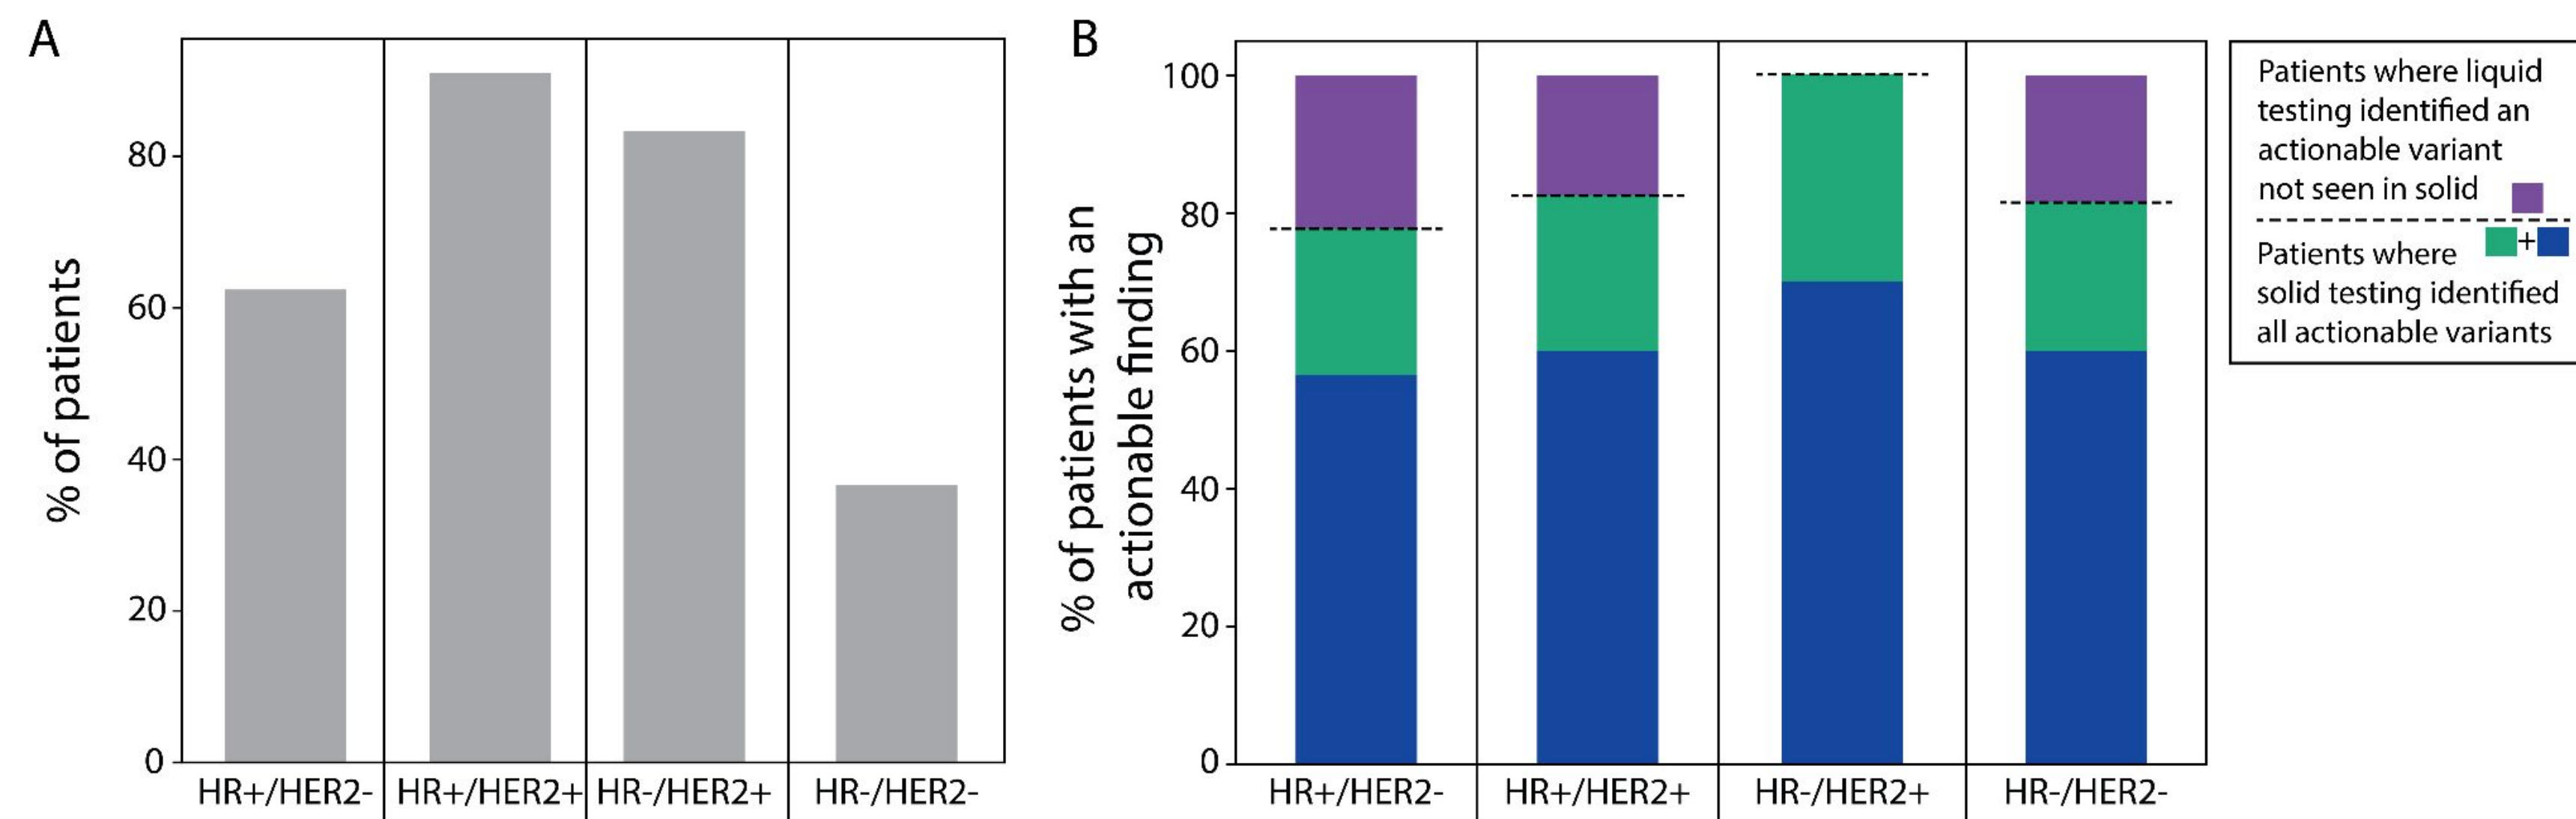 A
% of patients
80
60
40
20
0
HR+/HER2-
HR+/HER2+
HR-/HER2+
HR-/HER2-
B
% of patients with an
actionable finding
100
80
60
40
20
0
HR+/HER2-
HR+/HER2+
HR-/HER2+
HR-/HER2-
Patients where liquid
testing identified an
actionable variant
not seen in solid
+
Patients where
solid testing identified
all actionable variants